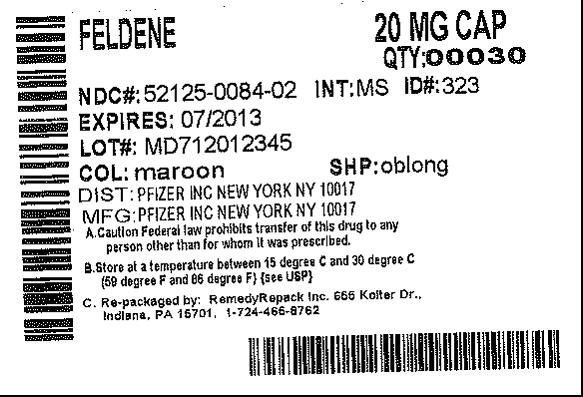 FELDENE 20 MG CAP
QTY:00030
NDC#: 52125-0084-02 INT:MS ID#:323
EXPIRES: 07/2013
LOT#: MD712012345
COL: maroon SHP:oblong
DIST: PFIZER INC NEW YORK NY 10017
MFG: PFIZER INC NEW YORK NY 10017
A.Caution Federal law prohibits transfer of this drug to any
person other than for whom it was prescribed.
B.Store at a temperature between 15 degree C and 30 degree C
(59 degree F and 86 degree F) {see USP}
C. Re-packaged by: RemedyRepack Inc. 655 Kolter Dr.,
Indiana, PA 15701, 1-724-465-8762